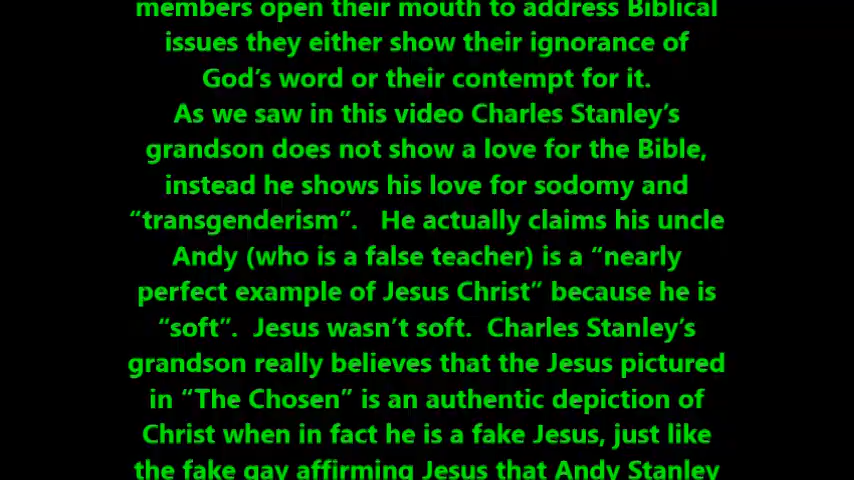 members open their mouth to address Biblical
issues they either show their ignorance of
God’s word or their contempt for it.
As we saw in this video Charles Stanley’s
grandson does not show a love for the Bible,
instead he shows his love for sodomy and
“transgenderism”.   He actually claims his uncle
Andy (who is a false teacher) is a “nearly
perfect example of Jesus Christ” because he is
“soft”.  Jesus wasn’t soft.  Charles Stanley’s
grandson really believes that the Jesus pictured
in “The Chosen” is an authentic depiction of
Christ when in fact he is a fake Jesus, just like
the fake gay affirming Jesus that Andy Stanley